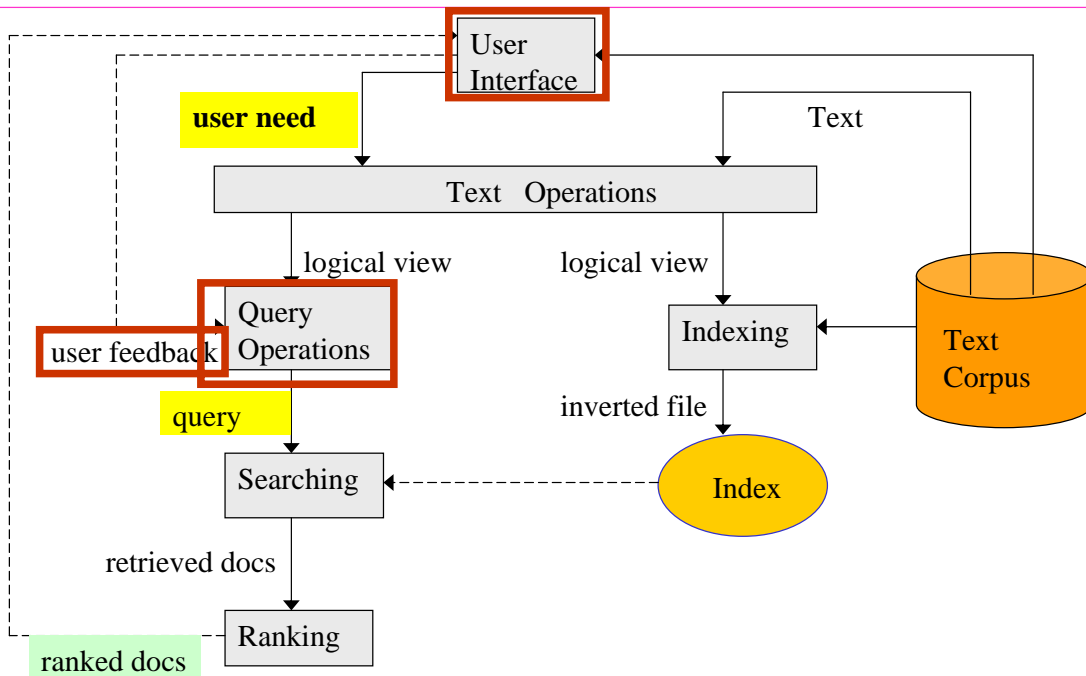 User
Interface
user need
Text
Text Operations
logical view
logical view
Query
Operations
Indexing
Text
Corpus
user feedback
query
inverted file
Searching
Index
retrieved docs
Ranking
ranked docs